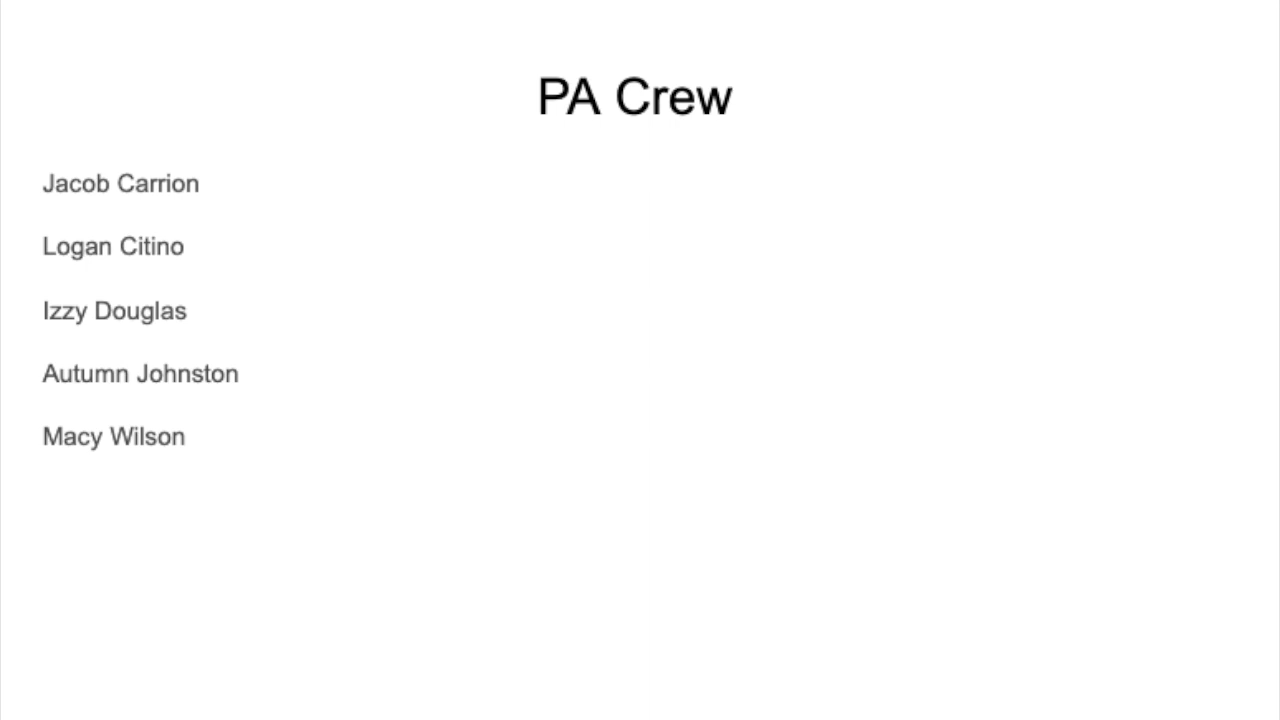 PA Crew
Jacob Carrion
Logan Citino
Izzy Douglas
Autumn Johnston
Macy Wilson